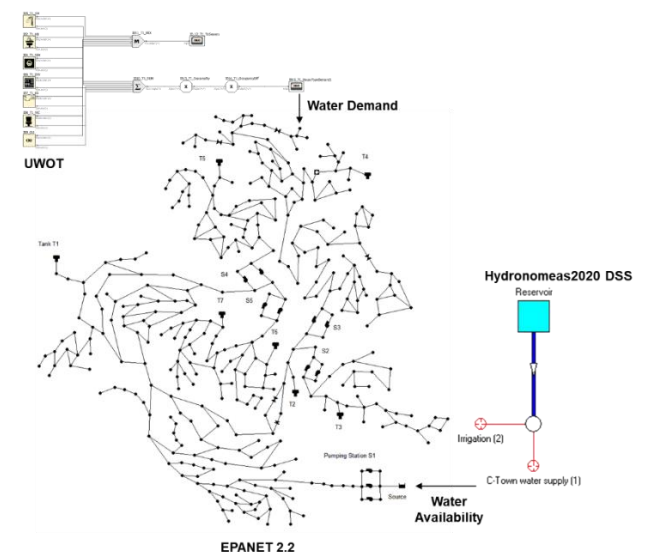 Water Demand
UWOT
T5
T4
Tank T1
S4
S5
T7
T6
S3
S2
T2
T3
Hydronomeas2020 DSS
Reservoir
Irrigation (2)
C-Town water supply (1)
Pumping Station S1
Source
Water
Availability
EPANET 2.2